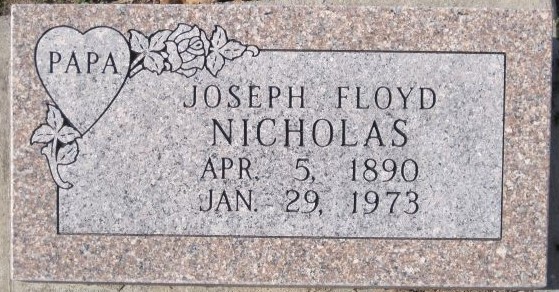 PAPA
JOSEPH FLOYD
NICHOLAS
APR. 5, 1890
JAN. 29, 1973